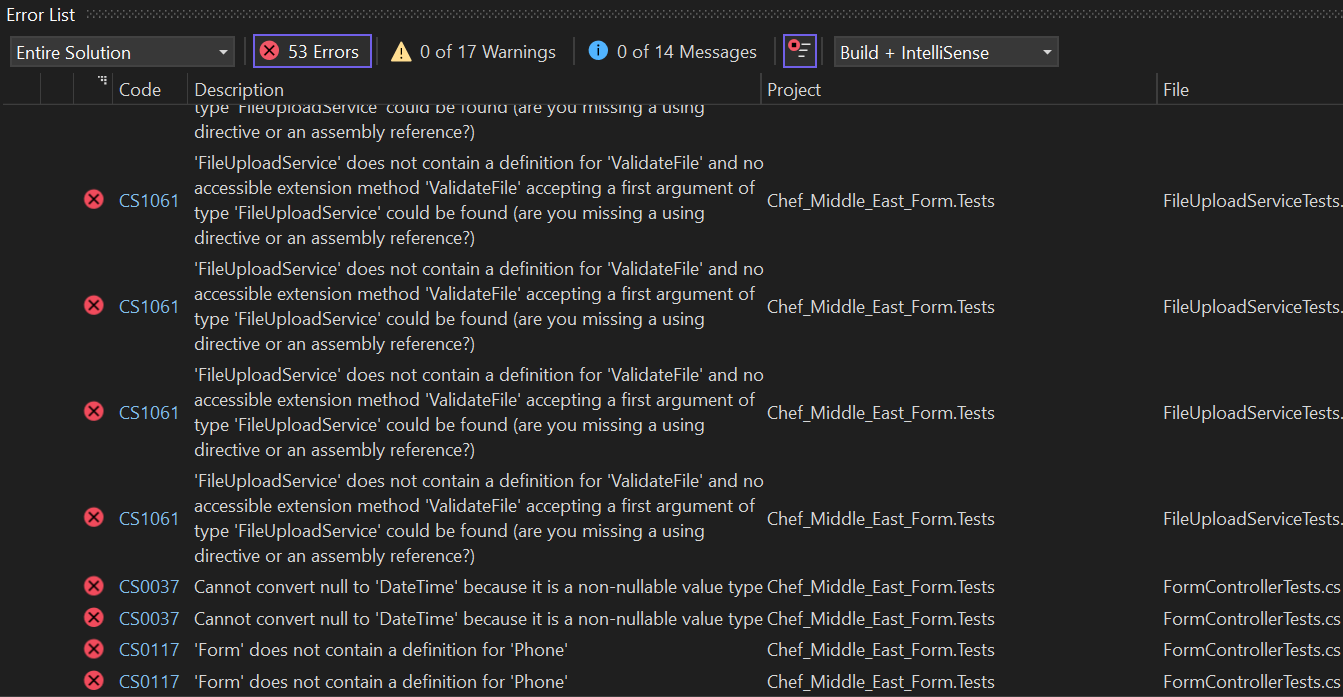 Error List
Entire Solution
53 Errors
0 of 17 Warnings
0 of 14 Messages
Build + IntelliSense
Code
Description
Project
File
type 'FileUploadService' could be found (are you missing a using
directive or an assembly reference?)
'FileUploadService' does not contain a definition for 'ValidateFile' and no
accessible extension method 'ValidateFile' accepting a first argument of
type 'FileUploadService' could be found (are you missing a using
directive or an assembly reference?)
CS1061
Chef_Middle_East_Form.Tests
FileUploadServiceTests.
'FileUploadService' does not contain a definition for 'ValidateFile' and no
accessible extension method 'ValidateFile' accepting a first argument of
type 'FileUploadService' could be found (are you missing a using
directive or an assembly reference?)
CS1061
Chef_Middle_East_Form.Tests
FileUploadServiceTests.
'FileUploadService' does not contain a definition for 'ValidateFile' and no
accessible extension method 'ValidateFile' accepting a first argument of
type 'FileUploadService' could be found (are you missing a using
directive or an assembly reference?)
CS1061
Chef_Middle_East_Form.Tests
FileUploadServiceTests.
'FileUploadService' does not contain a definition for 'ValidateFile' and no
accessible extension method 'ValidateFile' accepting a first argument of
type 'FileUploadService' could be found (are you missing a using
directive or an assembly reference?)
CS1061
Chef_Middle_East_Form.Tests
FileUploadServiceTests.
CS0037 Cannot convert null to 'DateTime' because it is a non-nullable value type Chef_Middle_East_Form.Tests FormControllerTests.cs
CS0037 Cannot convert null to 'DateTime' because it is a non-nullable value type Chef_Middle_East_Form.Tests FormControllerTests.cs
CS0117 'Form' does not contain a definition for 'Phone' Chef_Middle_East_Form.Tests FormControllerTests.cs
CS0117 'Form' does not contain a definition for 'Phone' Chef_Middle_East_Form.Tests FormControllerTests.cs